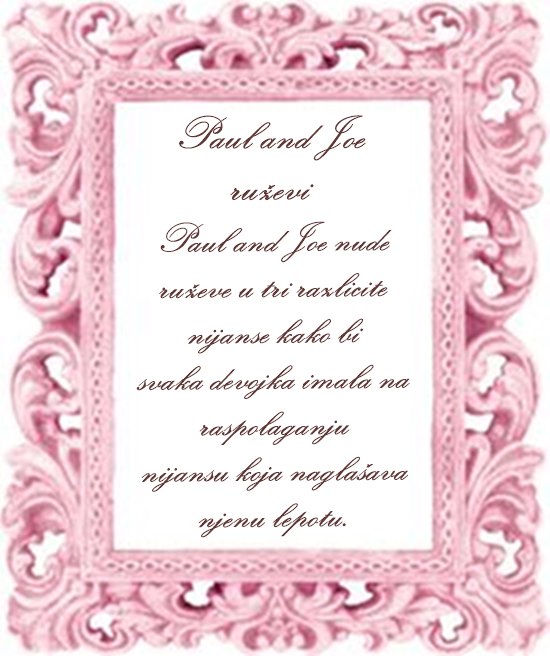 Paul and Joe
ruževi
Paul and Joe nude
ruževe u tri razlicite
nijanse kako bi
svaka devojka imala na
raspolaganju
nijansu koja naglašava
njenu lepotu.